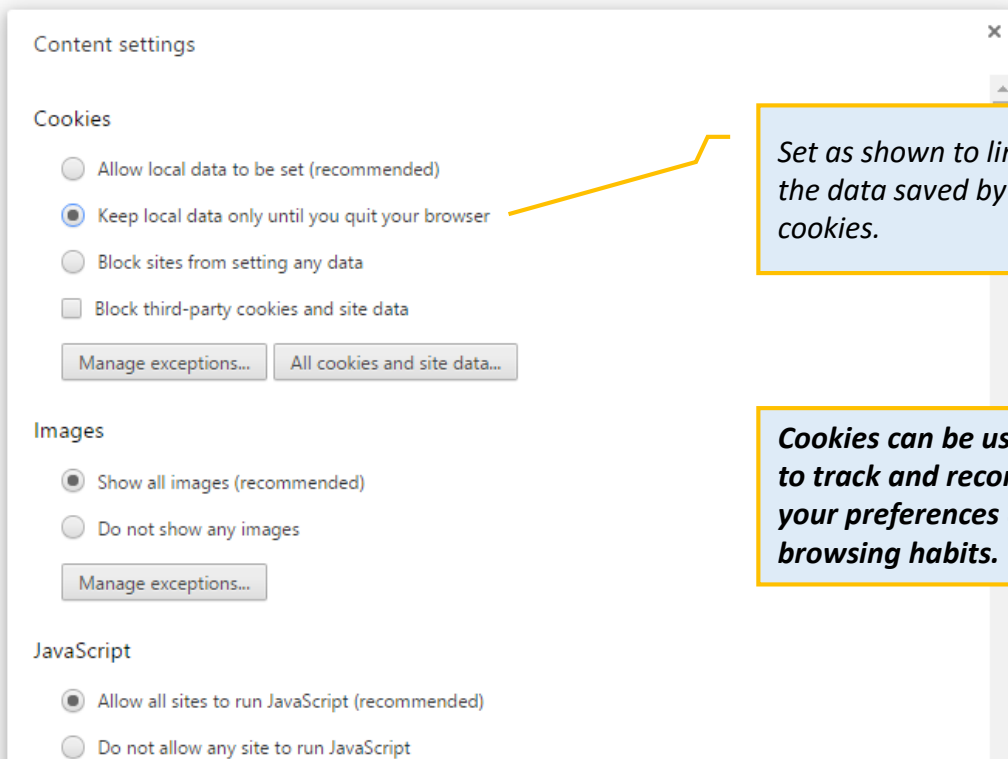 Content settings
Cookies
Allow local data to be set (recommended)
Keep local data only until you quit your browser
Block sites from setting any data
Block third-party cookies and site data
Manage exceptions... All cookies and site data...
Images
Show all images (recommended)
Do not show any images
Manage exceptions...
JavaScript
Allow all sites to run JavaScript (recommended)
Do not allow any site to run JavaScript
Set as shown to
the data saved by
cookies.
Cookies can be
to track and
your preferences
browsing habits.